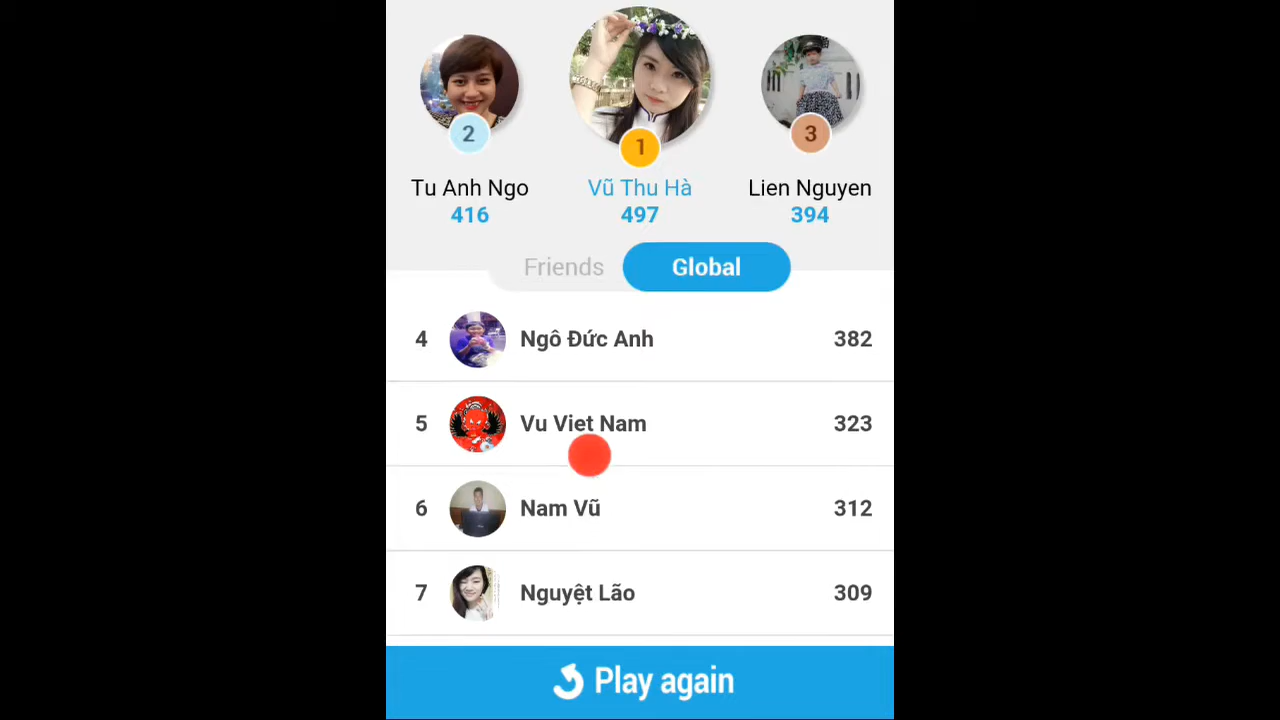 2
1
3
Tu Anh Ngo
Vũ Thu Hà
Lien Nguyen
416
497
394
Friends
Global
4 Ngô Đức Anh 382
5 Vu Viet Nam 323
6 Nam Vũ 312
7 Nguyệt Lão 309
Play again